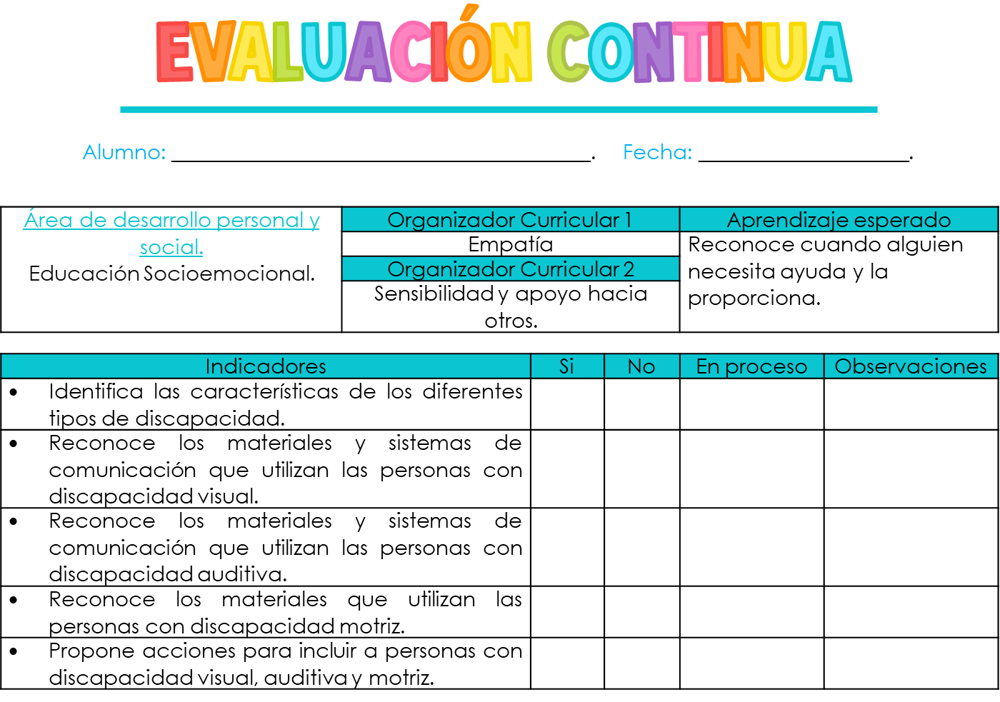 EVALUACIÓN CONTINUA
Alumno: ____________________________________. Fecha: __________________.
Área de desarrollo personal y
social.
Educación Socioemocional.
Organizador Curricular 1
Empatía
Organizador Curricular 2
Sensibilidad y apoyo hacia
otros.
Aprendizaje esperado
Reconoce cuando alguien
necesita ayuda y la
proporciona.
Indicadores Si No En proceso Observaciones
• Identifica las características de los diferentes
tipos de discapacidad.
• Reconoce los materiales y sistemas de
comunicación que utilizan las personas con
discapacidad visual.
• Reconoce los materiales y sistemas de
comunicación que utilizan las personas con
discapacidad auditiva.
• Reconoce los materiales que utilizan las
personas con discapacidad motriz.
• Propone acciones para incluir a personas con
discapacidad visual, auditiva y motriz.